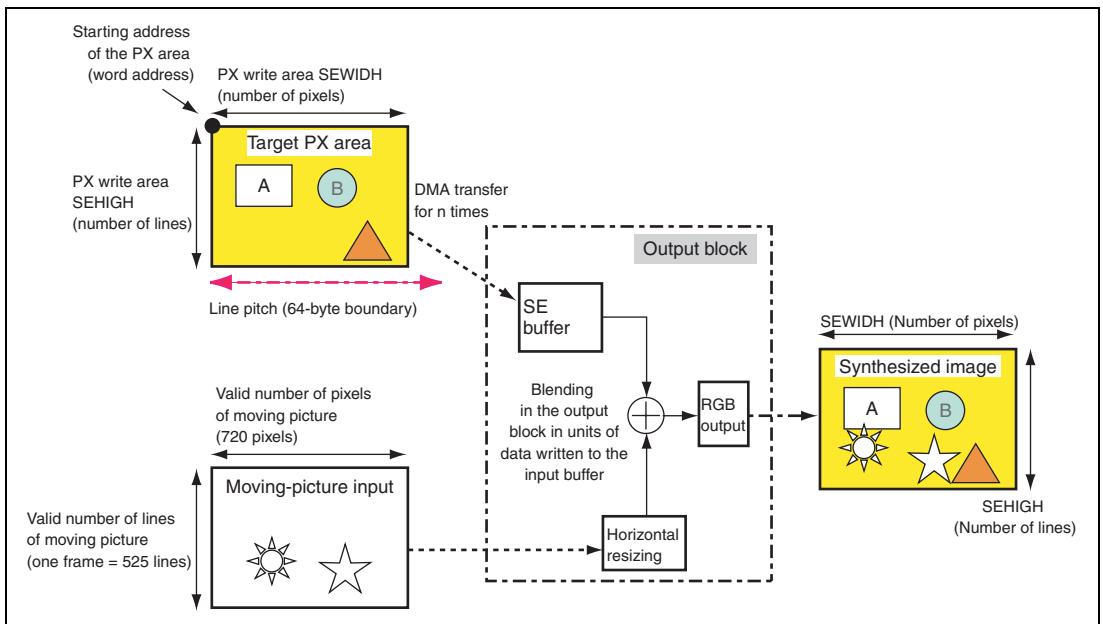 Starting address
of the PX area
(word address)
PX write area SEWIDH
(number of pixels)
Target PX area
A
B
PX write area
SEHIGH
(number of lines)
DMA transfer
for n times
Line pitch (64-byte boundary)
Output block
SE
buffer
Blending
in the output
block in units of
data written to the
input buffer
RGB
output
SEWIDH (Number of pixels)
Synthesized image
A
B
SEHIGH
(Number of lines)
Valid number of pixels
of moving picture
(720 pixels)
Moving-picture input
Valid number of lines
of moving picture
(one frame = 525 lines)
Horizontal
resizing